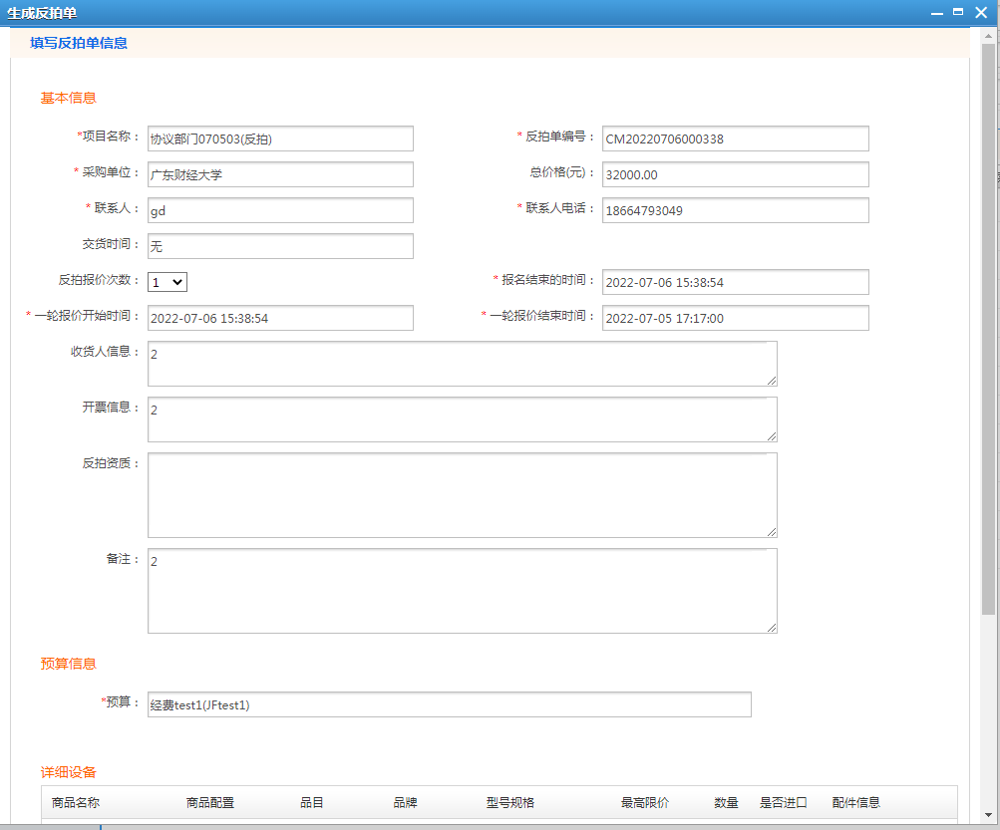 生成反拍单
填写反拍单信息
基本信息
*项目名称： 协议部门070503(反拍) * 反拍单编号： CM20220706000338
* 采购单位： 广东财经大学 总价格(元)： 32000.00
* 联系人： gd * 联系人电话： 18664793049
交货时间： 无
反拍报价次数： 1 * 报名结束的时间： 2022-07-06 15:38:54
* 一轮报价开始时间： 2022-07-06 15:38:54 * 一轮报价结束时间： 2022-07-05 17:17:00
收货人信息： 2
开票信息： 2
反拍资质：
备注： 2
预算信息
*预算： 经费test1(JFtest1)
详细设备
商品名称 商品配置 品目 品牌 型号规格 最高限价 数量 是否进口 配件信息